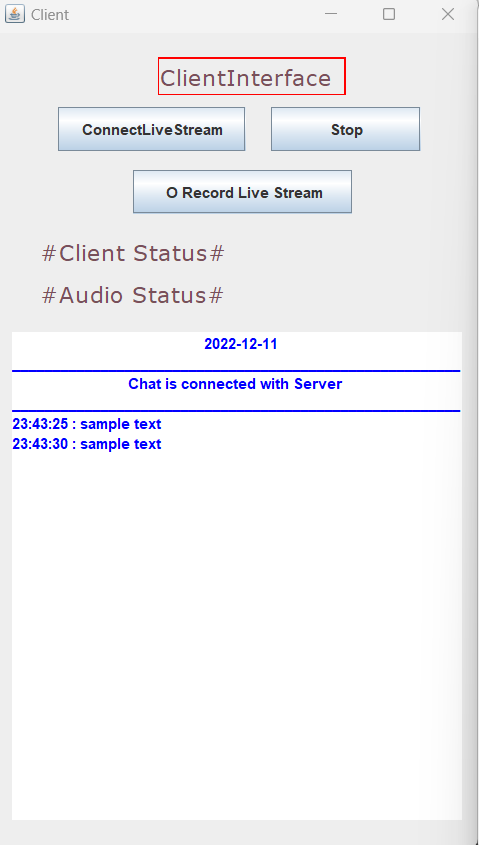 Client
ClientInterface
ConnectLiveStream Stop
O Record Live Stream
#Client Status#
#Audio Status#
2022-12-11
Chat is connected with Server
23:43:25 : sample text
23:43:30 : sample text